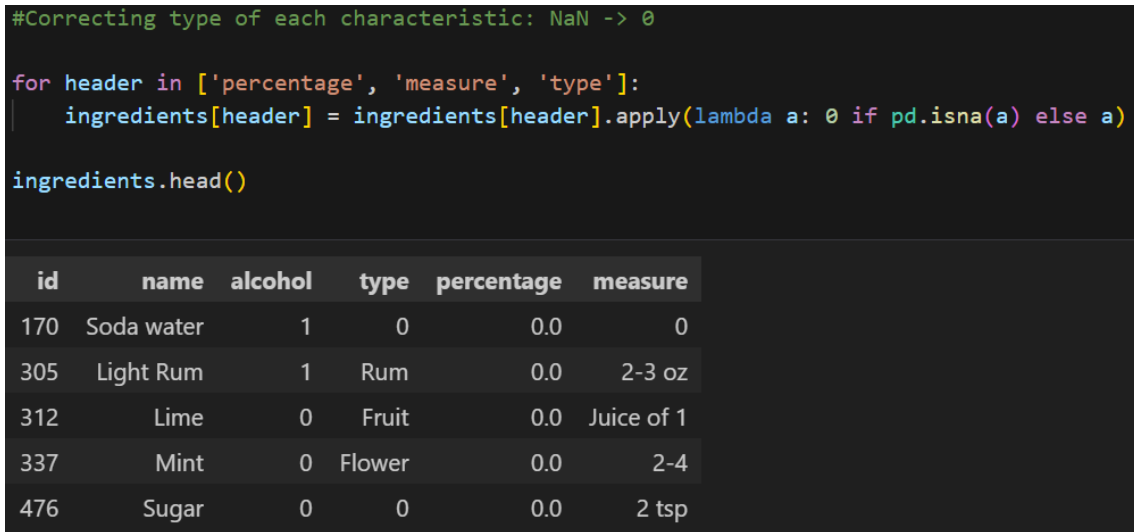 #Correcting type of each characteristic: NaN -> 0
for header in ['percentage', 'measure', 'type']:
    ingredients[header] = ingredients[header].apply(lambda a: 0 if pd.isna(a) else a)
ingredients.head()
id name alcohol type percentage measure
170 Soda water 1 0 0.0 0
305 Light Rum 1 Rum 0.0 2-3 oz
312 Lime 0 Fruit 0.0 Juice of 1
337 Mint 0 Flower 0.0 2-4
476 Sugar 0 0 0.0 2 tsp